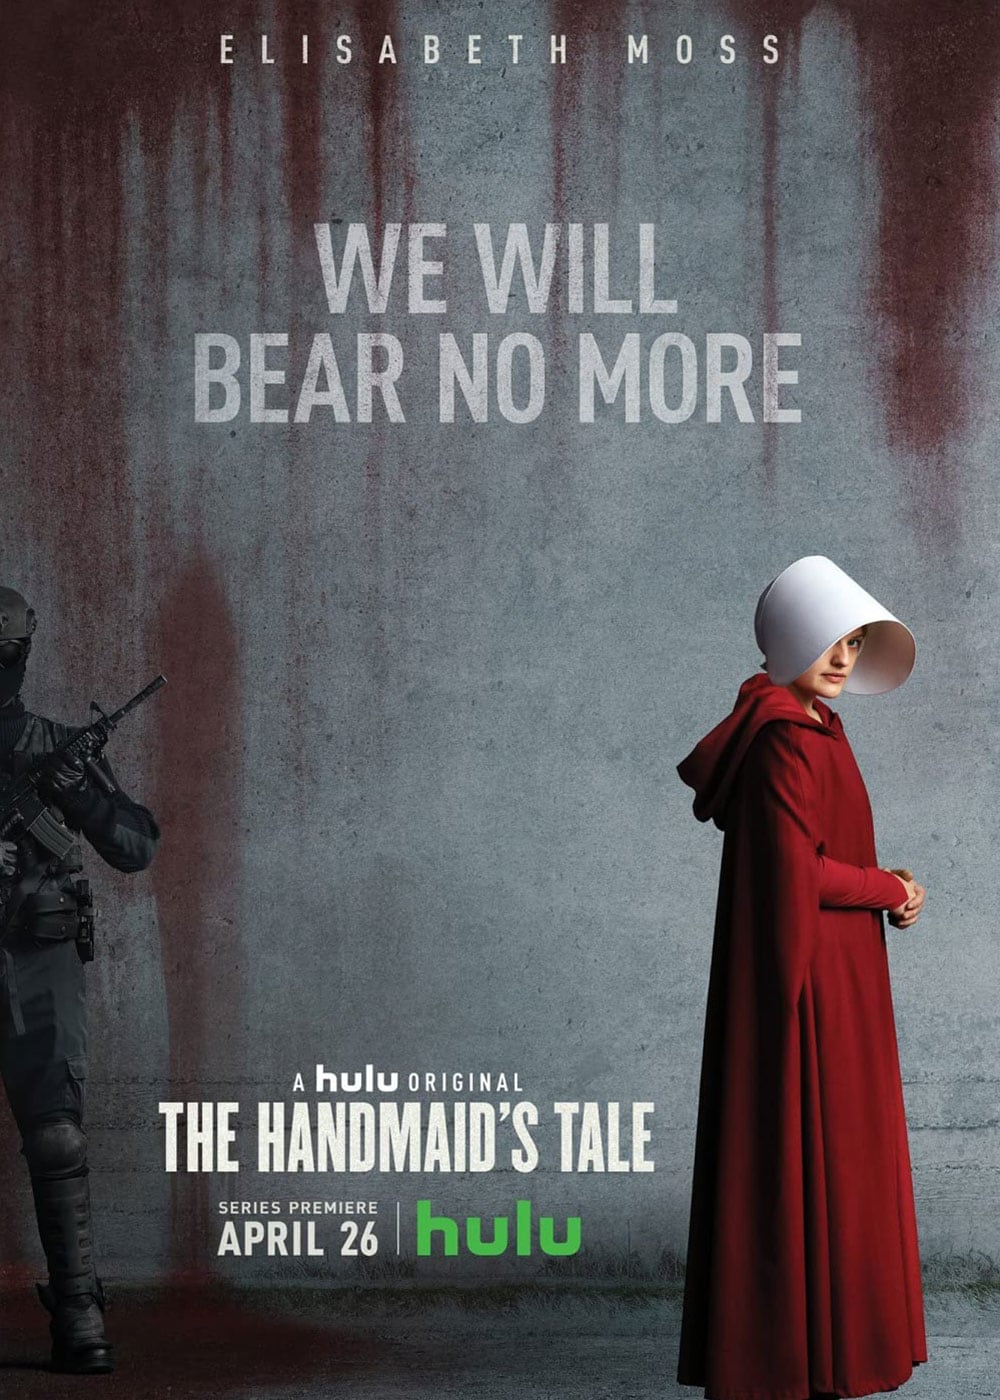 ELISABETH MOSS
WE WILL
BEAR NO MORE
A hulu ORIGINAL
THE HANDMAID'S TALE
SERIES PREMIERE
APRIL 26
hulu